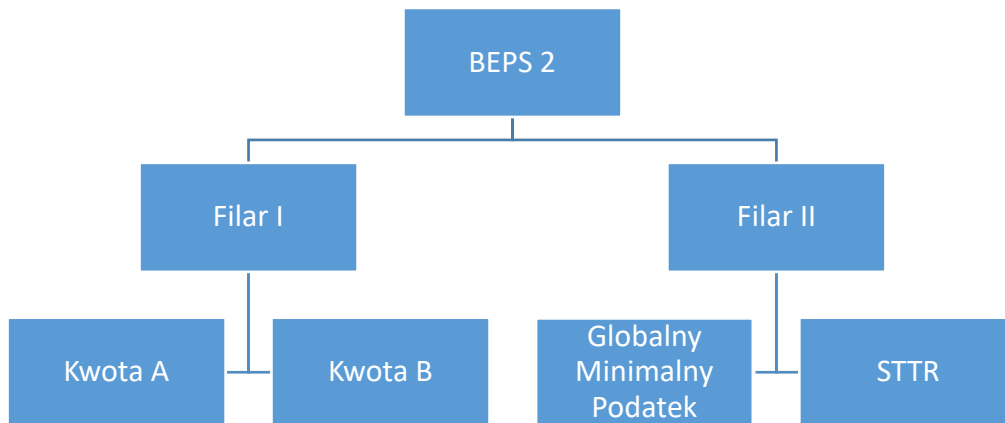 BEPS 2
Filar I
Filar II
Kwota A
Kwota B
Globalny
Minimalny
Podatek
STTR